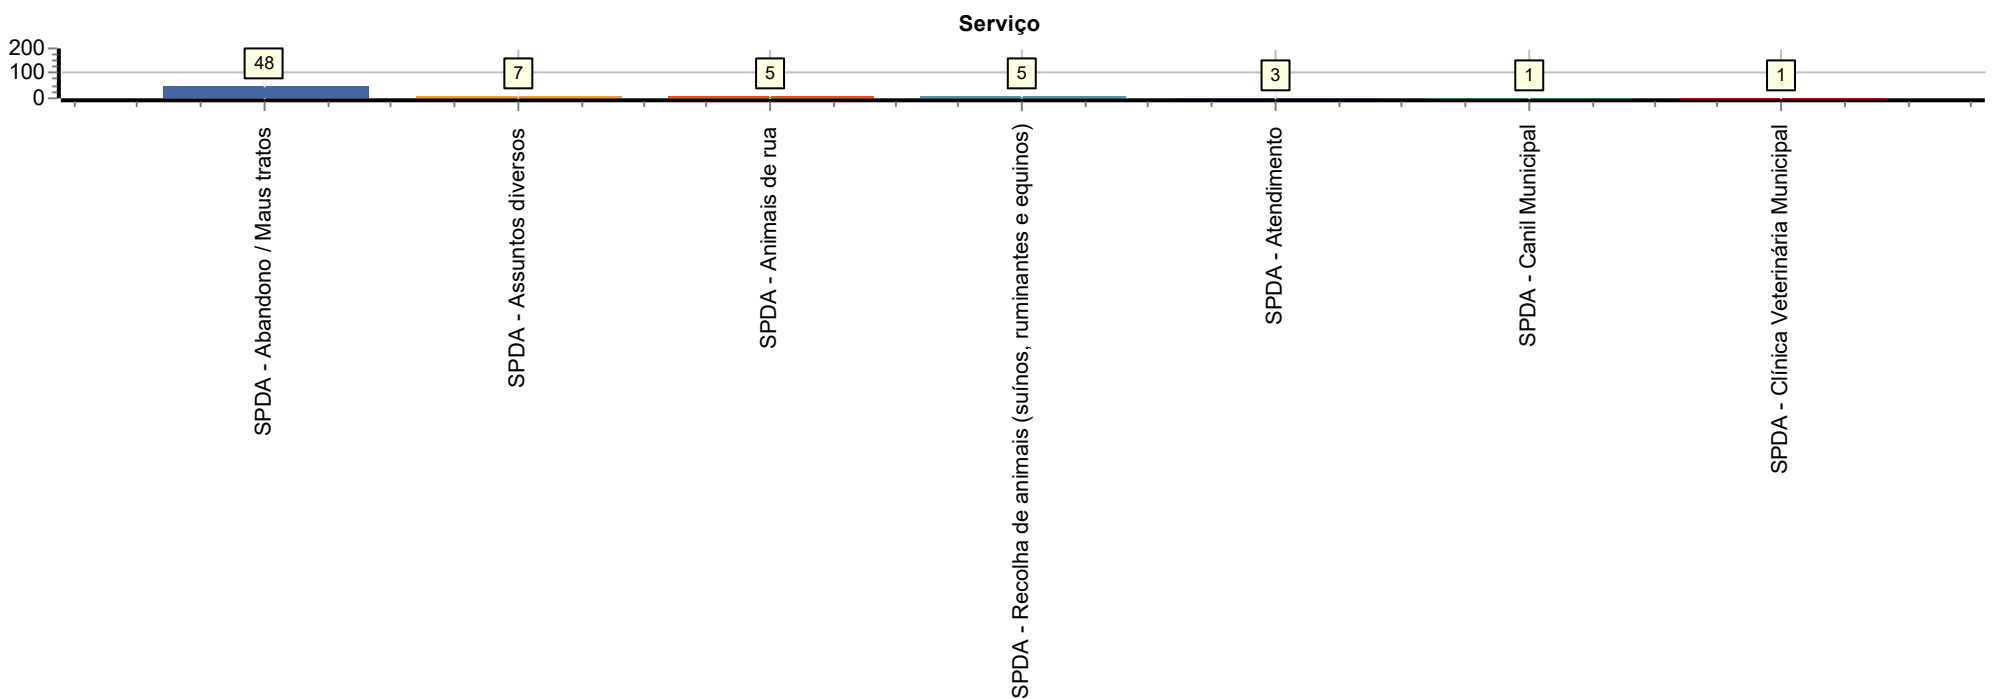 Serviço
200
100
0
48
7
5
5
3
1
1
SPDA - Abandono / Maus tratos
SPDA - Assuntos diversos
SPDA - Animais de rua
SPDA - Recolha de animais (suínos, ruminantes e equinos)
SPDA - Atendimento
SPDA - Canil Municipal
SPDA - Clínica Veterinária Municipal